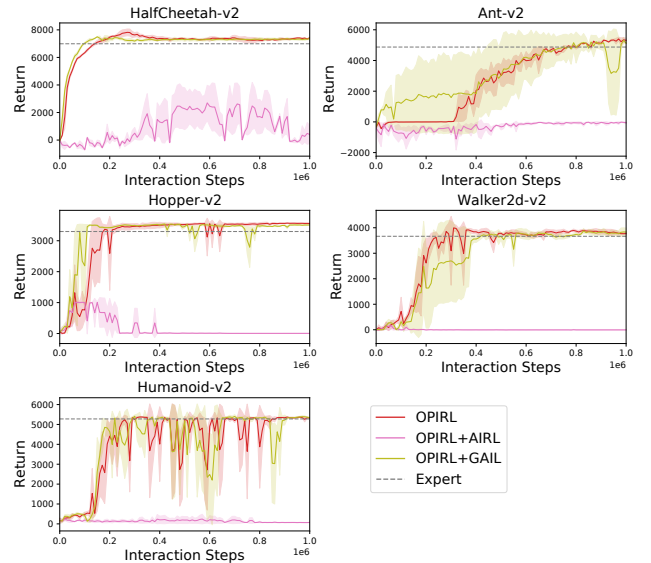 HalfCheetah-v2
Return
8000
6000
4000
2000
0
0.0 0.2 0.4 0.6 0.8 1.0
1e6
Interaction Steps
Ant-v2
Return
6000
4000
2000
0
−2000
0.0 0.2 0.4 0.6 0.8 1.0
1e6
Interaction Steps
Hopper-v2
Return
3000
2000
1000
0
0.0 0.2 0.4 0.6 0.8 1.0
1e6
Interaction Steps
Walker2d-v2
Return
4000
3000
2000
1000
0
0.0 0.2 0.4 0.6 0.8 1.0
1e6
Interaction Steps
Humanoid-v2
Return
6000
5000
4000
3000
2000
1000
0
0.0 0.2 0.4 0.6 0.8 1.0
1e6
Interaction Steps
OPIRL
OPIRL+AIRL
OPIRL+GAIL
Expert